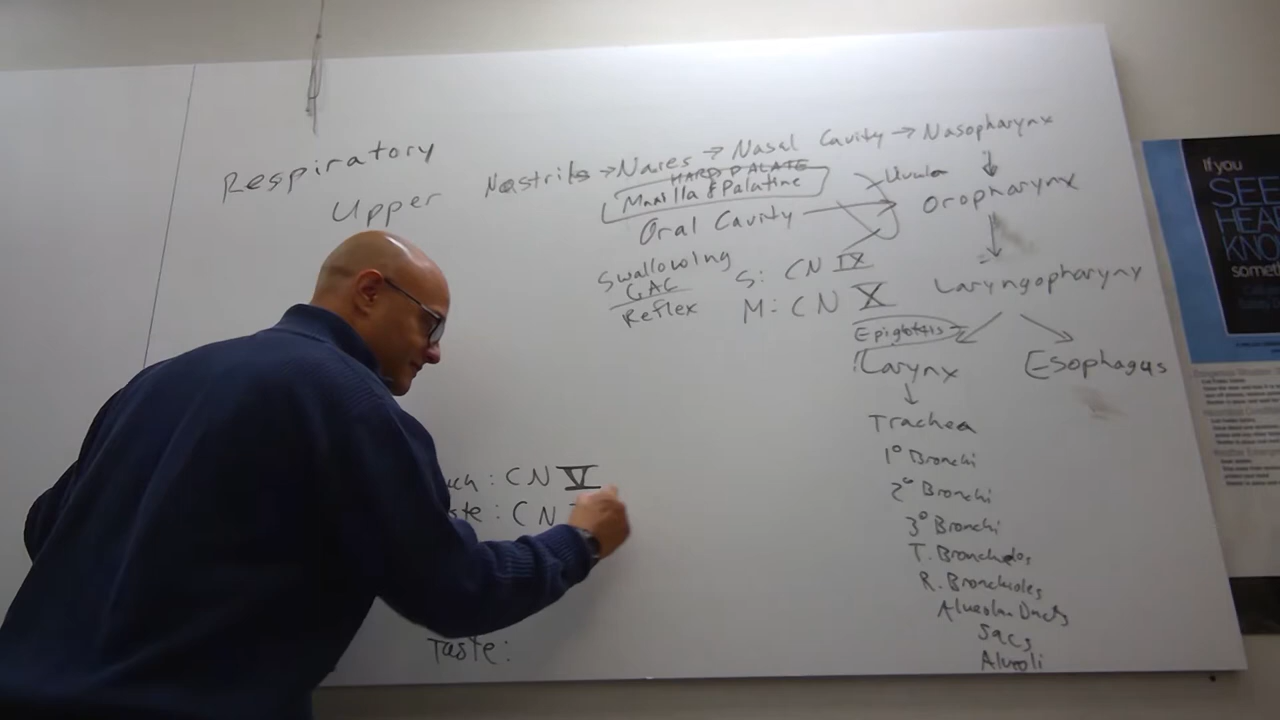 Respiratory
Upper
Nostrils → Nares → Nasal Cavity → Nasopharynx
HARD PALATE
Maxilla & Palatine
Uvula
Oral Cavity → Oropharynx
Swallowing
GAG
Reflex
S: CN IX
M: CN X
Laryngopharynx
Epiglottis
Larynx
Esophagus
Trachea
1° Bronchi
2° Bronchi
3° Bronchi
T. Bronchioles
R. Bronchioles
Alveolar Ducts
Sacs
Alveoli
uch: CN V
ste: CN
Taste:
If you
SEE
HEA
KNO
somet